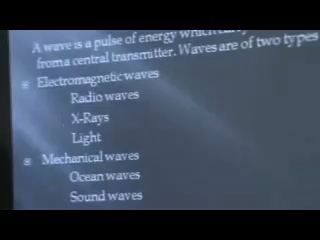 A wave is a pulse of energy which
from a central transmitter. Waves are of two types
Electromagnetic waves
Radio waves
X-Rays
Light
Mechanical waves
Ocean waves
Sound waves